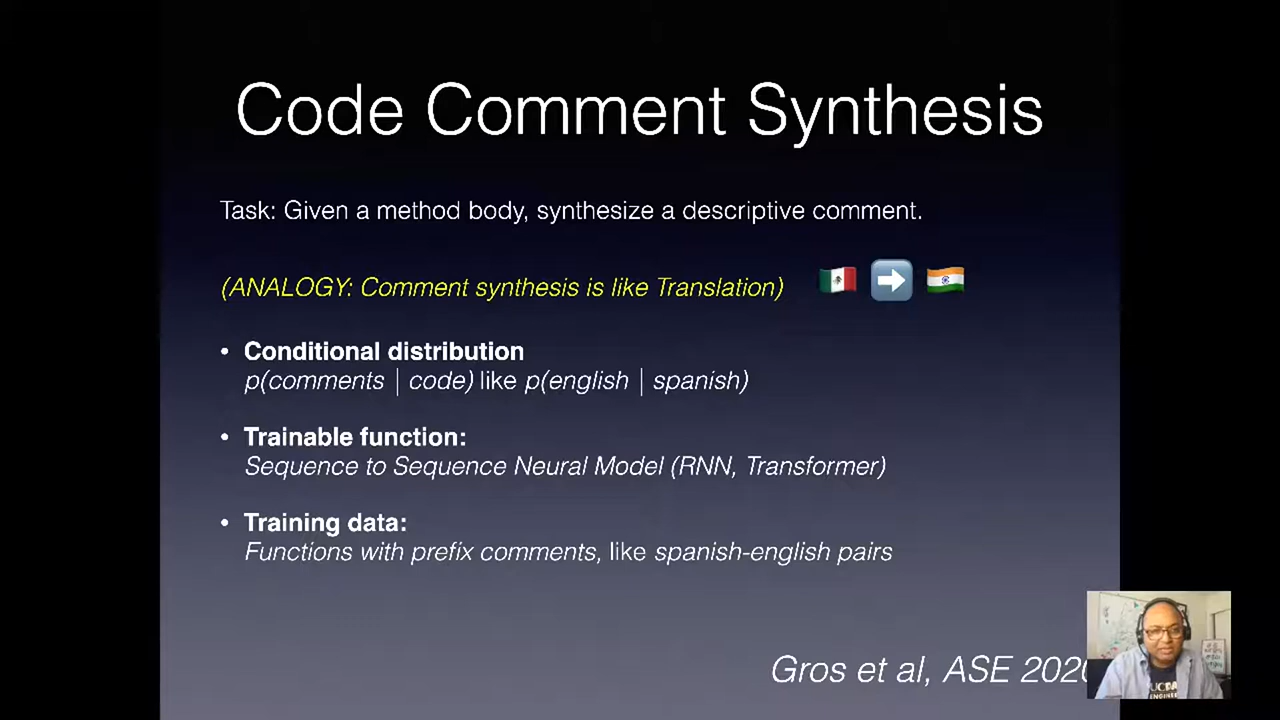 Code Comment Synthesis
Task: Given a method body, synthesize a descriptive comment.
(ANALOGY: Comment synthesis is like Translation)
• Conditional distribution
p(comments | code) like p(english | spanish)
• Trainable function:
Sequence to Sequence Neural Model (RNN, Transformer)
• Training data:
Functions with prefix comments, like spanish-english pairs
Gros et al, ASE 2020